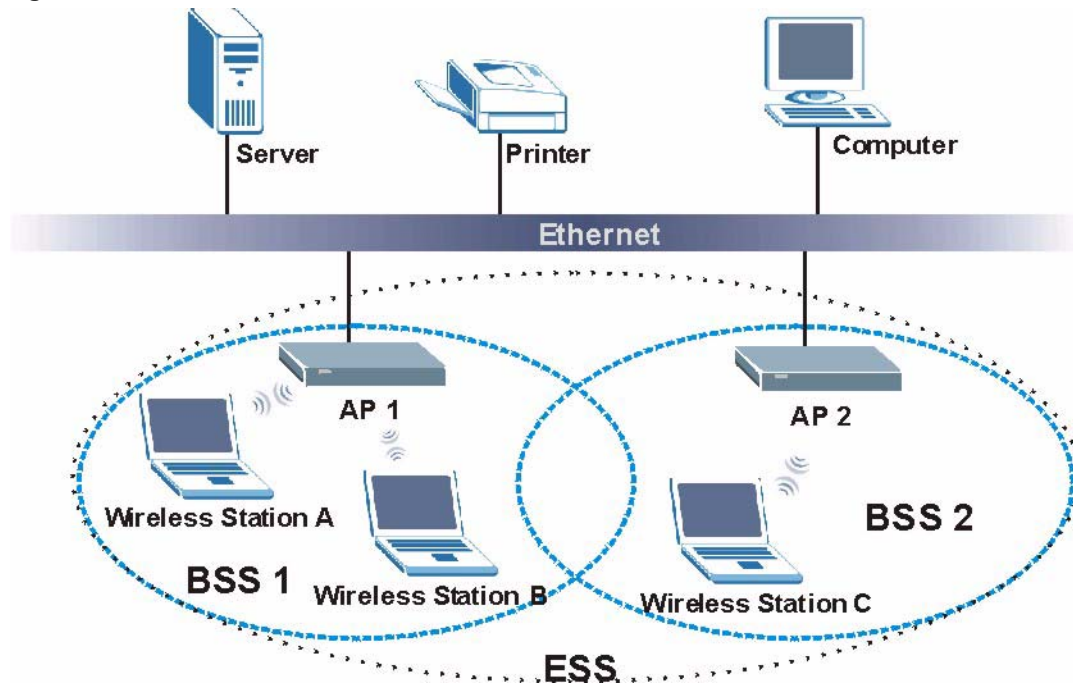 Server
Printer
Computer
Ethernet
AP 1
AP 2
Wireless Station A
BSS 2
BSS 1
Wireless Station B
Wireless Station C
ESS